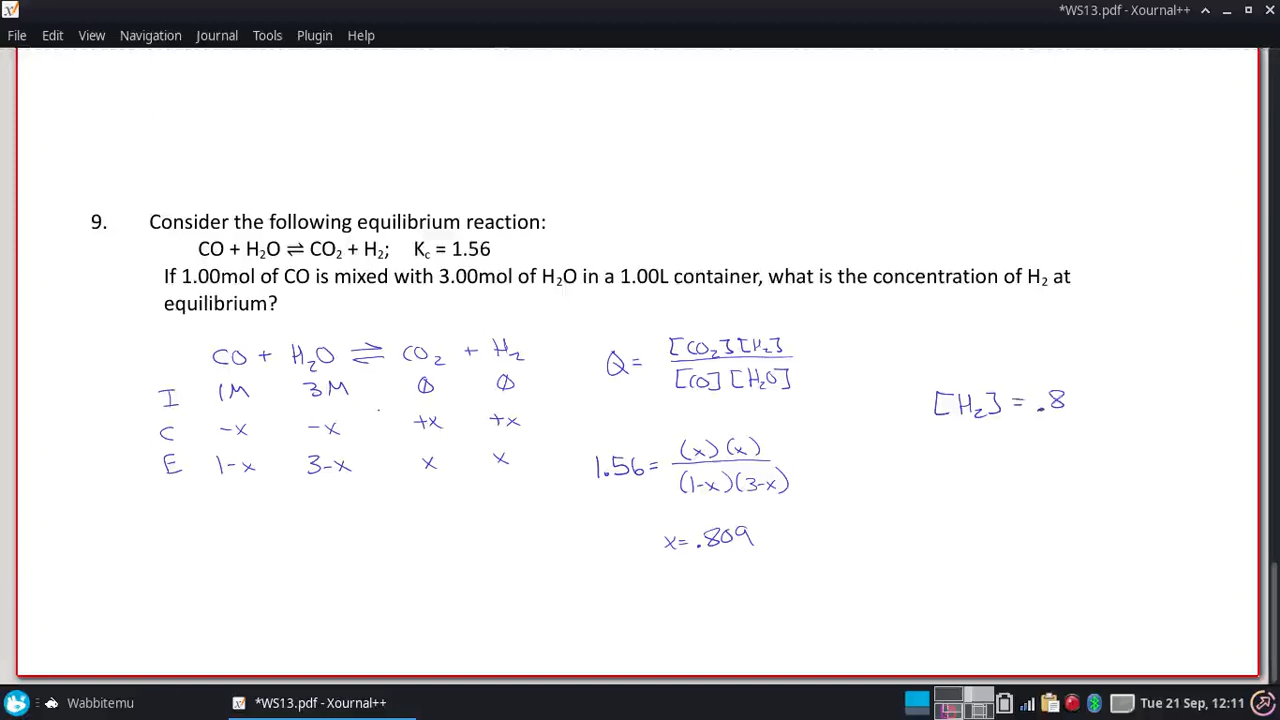 *WS13.pdf - Xournal++
File Edit View Navigation Journal Tools Plugin Help
9. Consider the following equilibrium reaction:
CO + H₂O ⇌ CO₂ + H₂; K꜀ = 1.56
If 1.00mol of CO is mixed with 3.00mol of H₂O in a 1.00L container, what is the concentration of H₂ at
equilibrium?
CO + H₂O ⇌ CO₂ + H₂
I 1M 3M 0 0
C -x -x +x +x
E 1-x 3-x x x
Q = [CO₂][H₂] / [CO][H₂O]
1.56 = (x)(x) / (1-x)(3-x)
x = .809
[H₂] = .8
Wabbitemu *WS13.pdf - Xournal++ Tue 21 Sep, 12:11